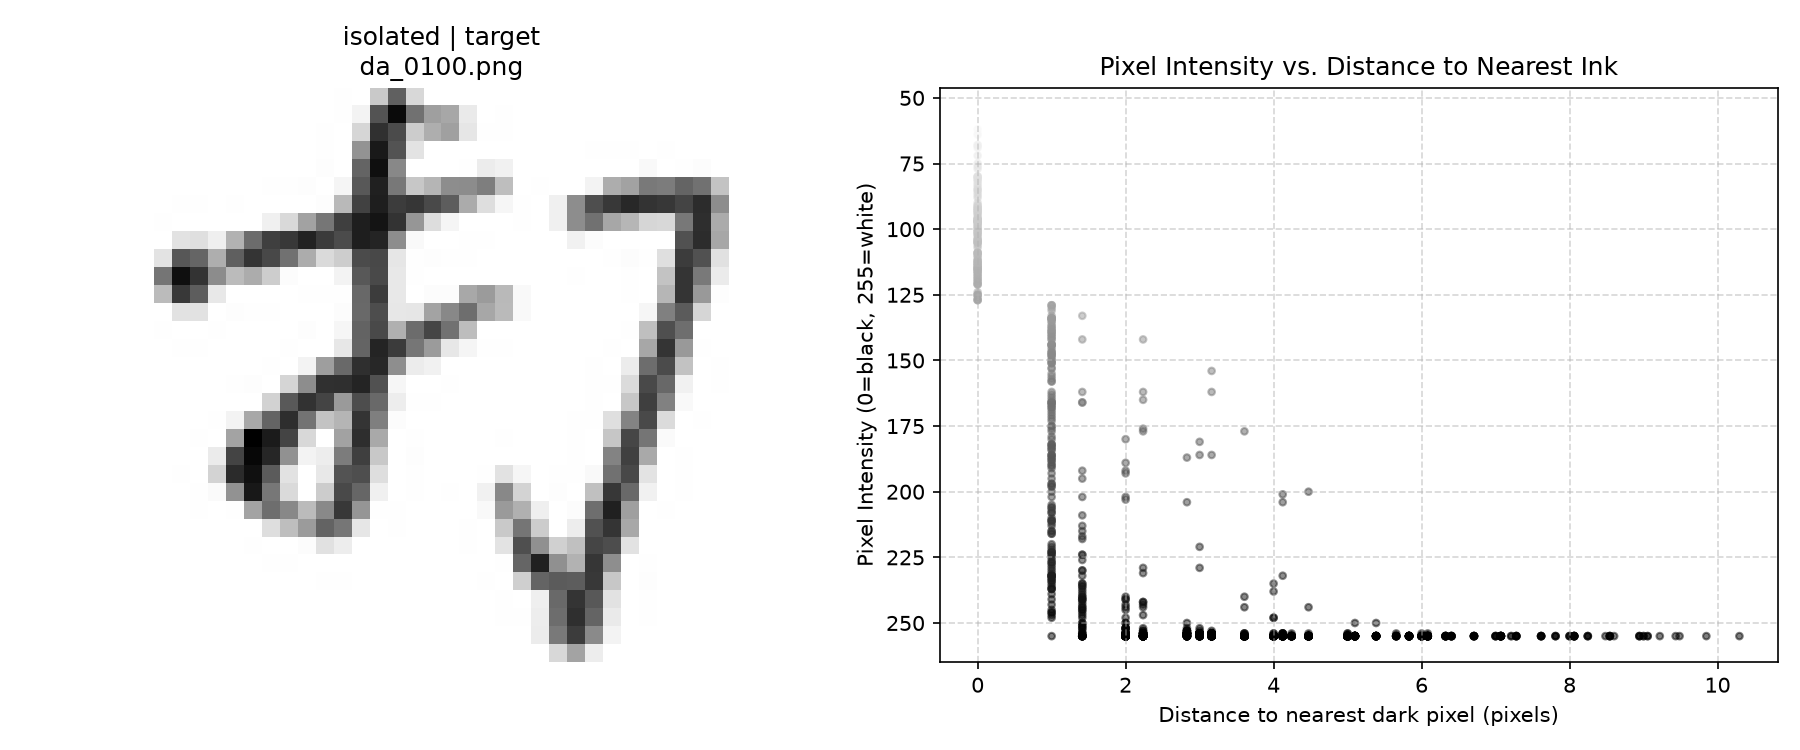 isolated | target
da_0100.png
打
Pixel Intensity vs. Distance to Nearest Ink
Pixel Intensity (0=black, 255=white)
50
75
100
125
150
175
200
225
250
0 2 4 6 8 10
Distance to nearest dark pixel (pixels)